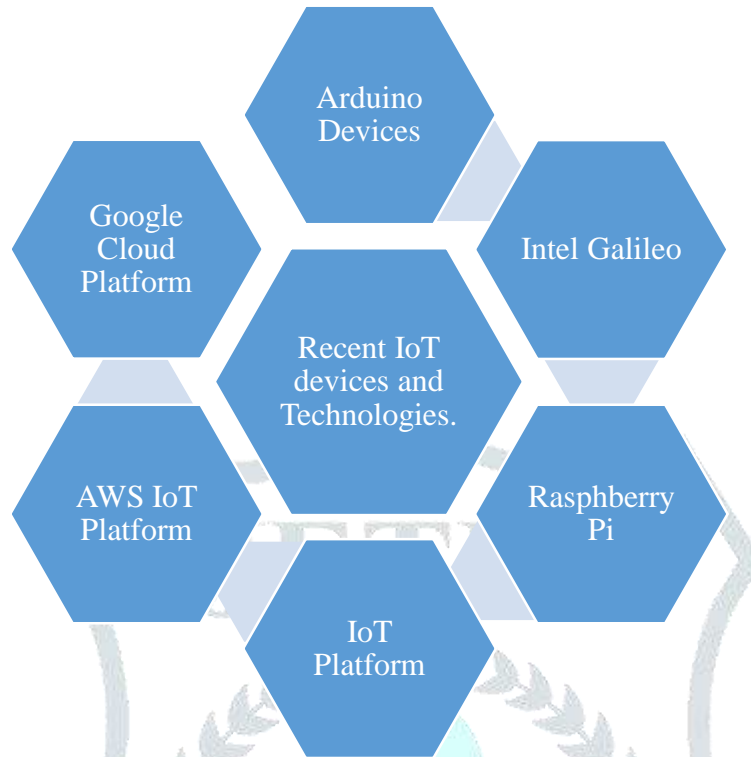 Arduino
Devices
Google
Cloud
Platform
Intel Galileo
Recent IoT
devices and
Technologies.
AWS IoT
Platform
Rasphberry
Pi
IoT
Platform